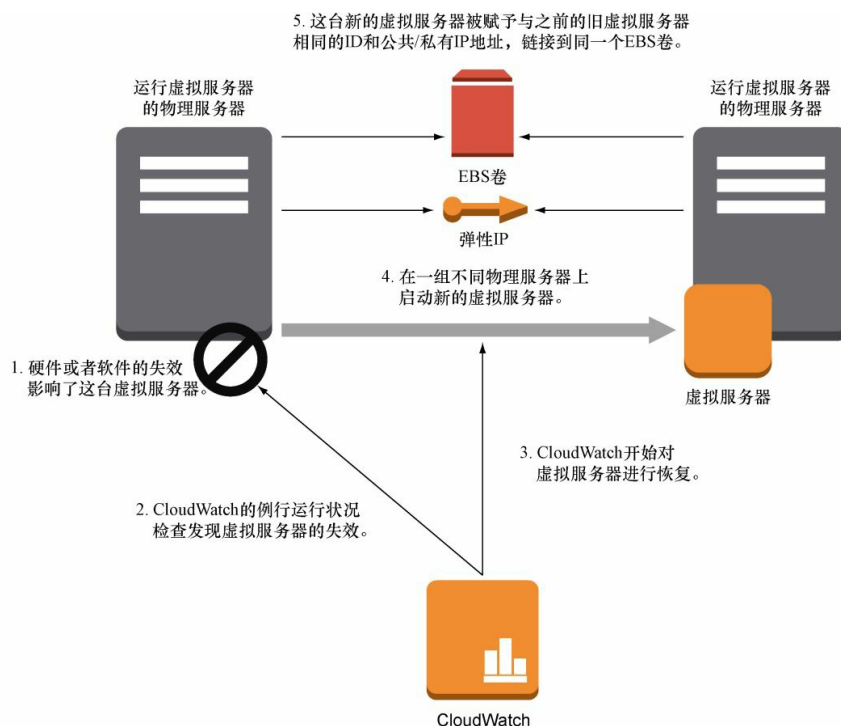 5. 这台新的虚拟服务器被赋予与之前的旧虚拟服务器
相同的ID和公共/私有IP地址，链接到同一个EBS卷。
运行虚拟服务器
的物理服务器
运行虚拟服务器
的物理服务器
EBS卷
弹性IP
4. 在一组不同物理服务器上
启动新的虚拟服务器。
1. 硬件或者软件的失效
影响了这台虚拟服务器。
虚拟服务器
3. CloudWatch开始对
虚拟服务器进行恢复。
2. CloudWatch的例行运行状况
检查发现虚拟服务器的失效。
CloudWatch